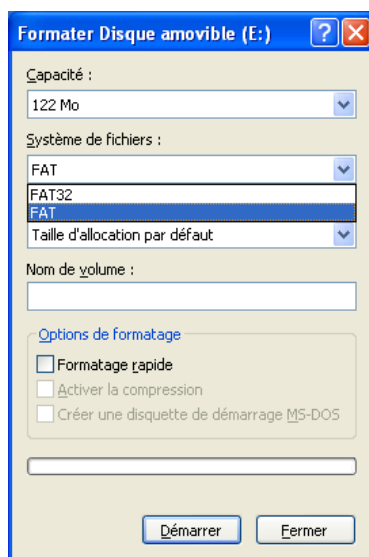 Formater Disque amovible (E:)
Capacité :
122 Mo
Système de fichiers :
FAT
FAT32
FAT
Taille d'allocation par défaut
Nom de volume :
Options de formatage
Formatage rapide
Activer la compression
Créer une disquette de démarrage MS-DOS
Démarrer Fermer